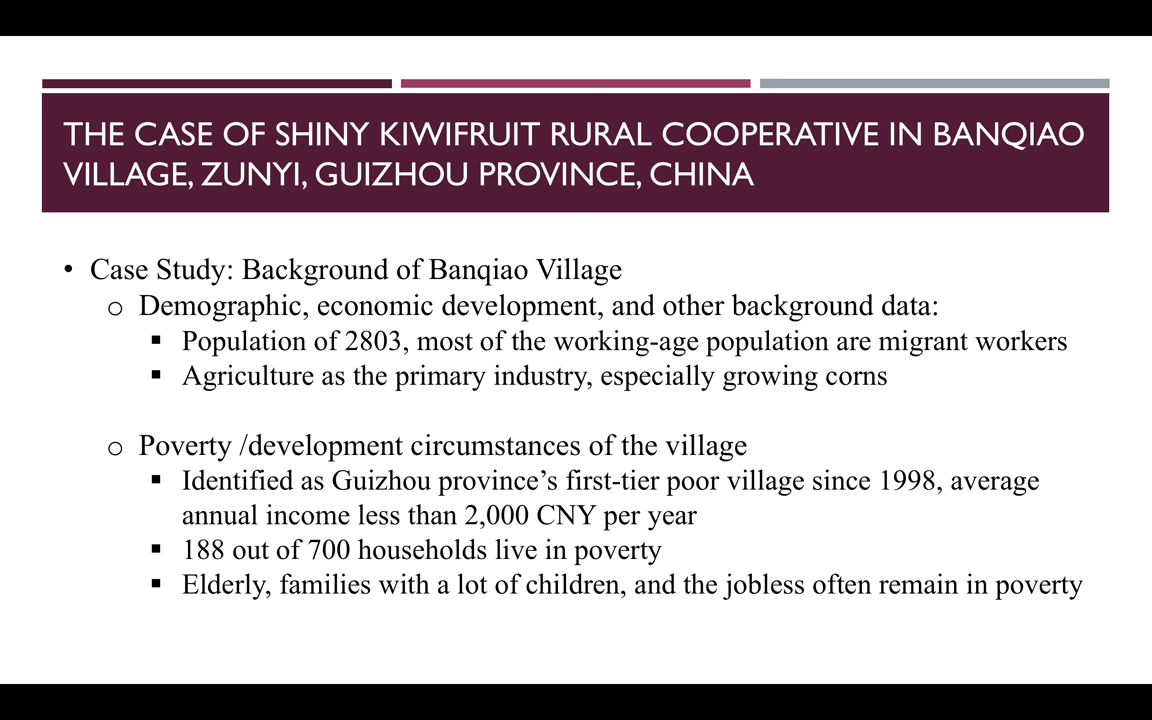 THE CASE OF SHINY KIWIFRUIT RURAL COOPERATIVE IN BANQIAO
VILLAGE, ZUNYI, GUIZHOU PROVINCE, CHINA
• Case Study: Background of Banqiao Village
o Demographic, economic development, and other background data:
▪ Population of 2803, most of the working-age population are migrant workers
▪ Agriculture as the primary industry, especially growing corns
o Poverty /development circumstances of the village
▪ Identified as Guizhou province’s first-tier poor village since 1998, average
annual income less than 2,000 CNY per year
▪ 188 out of 700 households live in poverty
▪ Elderly, families with a lot of children, and the jobless often remain in poverty